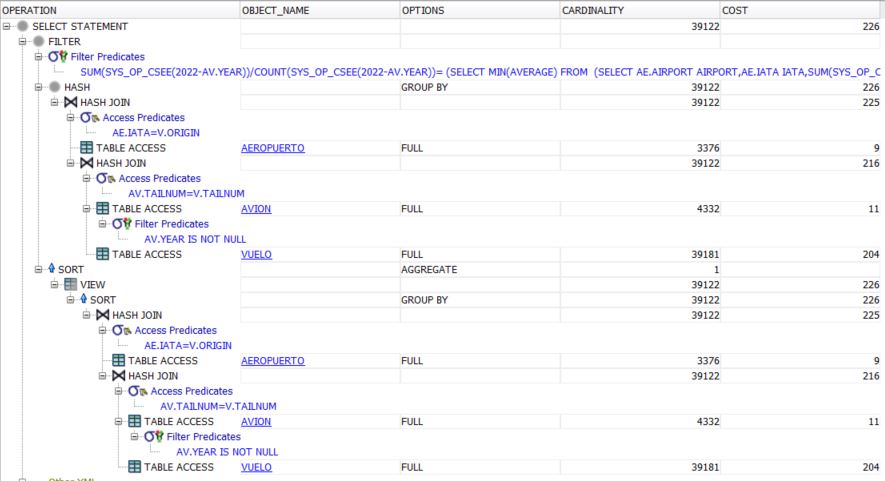 OPERATION OBJECT_NAME OPTIONS CARDINALITY COST
SELECT STATEMENT 39122 226
FILTER
Filter Predicates
SUM(SYS_OP_CSEE(2022-AV.YEAR))/COUNT(SYS_OP_CSEE(2022-AV.YEAR))= (SELECT MIN(AVERAGE) FROM (SELECT AE.AIRPORT AIRPORT,AE.IATA IATA,SUM(SYS_OP_C
HASH GROUP BY 39122 226
HASH JOIN 39122 225
Access Predicates
AE.IATA=V.ORIGIN
TABLE ACCESS AEROPUERTO FULL 3376 9
HASH JOIN 39122 216
Access Predicates
AV.TAILNUM=V.TAILNUM
TABLE ACCESS AVION FULL 4332 11
Filter Predicates
AV.YEAR IS NOT NULL
TABLE ACCESS VUELO FULL 39181 204
SORT AGGREGATE 1
VIEW 39122 226
SORT GROUP BY 39122 226
HASH JOIN 39122 225
Access Predicates
AE.IATA=V.ORIGIN
TABLE ACCESS AEROPUERTO FULL 3376 9
HASH JOIN 39122 216
Access Predicates
AV.TAILNUM=V.TAILNUM
TABLE ACCESS AVION FULL 4332 11
Filter Predicates
AV.YEAR IS NOT NULL
TABLE ACCESS VUELO FULL 39181 204